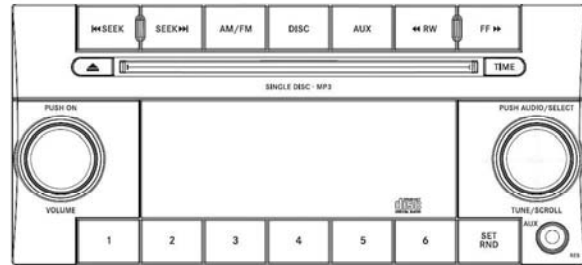 ⏮SEEK SEEK⏭ AM/FM DISC AUX ◀◀ RW FF ▶▶
TIME
SINGLE DISC - MP3
PUSH ON PUSH AUDIO/SELECT
VOLUME TUNE/SCROLL
AUX
1 2 3 4 5 6 SET
RND
RES